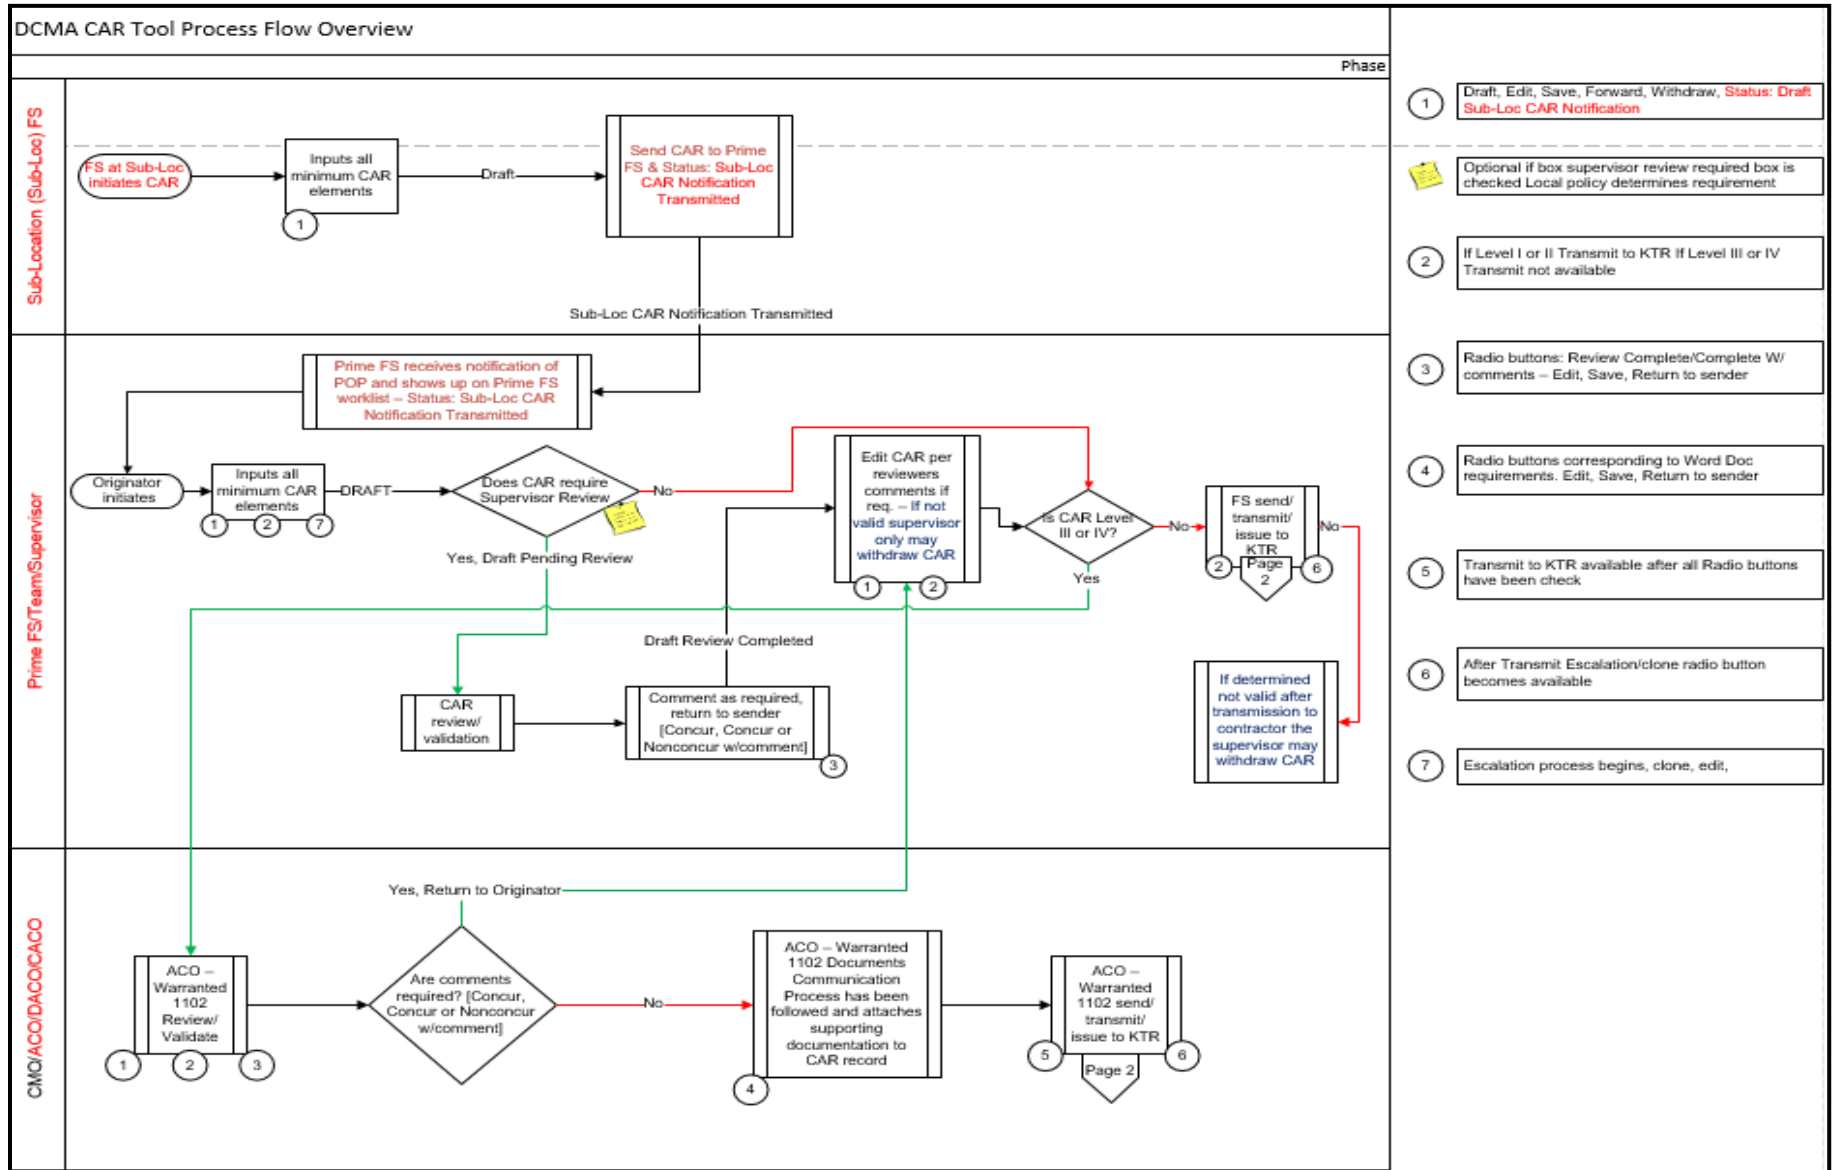 DCMA CAR Tool Process Flow Overview
Phase
Sub-Location (Sub-Loc) FS
FS at Sub-Loc
initiates CAR
Inputs all
minimum CAR
elements
1
Draft
Send CAR to Prime
FS & Status: Sub-Loc
CAR Notification
Transmitted
Sub-Loc CAR Notification Transmitted
Prime FS/Team/Supervisor
Prime FS receives notification of
POP and shows up on Prime FS
worklist – Status: Sub-Loc CAR
Notification Transmitted
Originator
initiates
Inputs all
minimum CAR
elements
1
2
7
DRAFT
Does CAR require
Supervisor Review
No
Yes, Draft Pending Review
CAR
review/
validation
Comment as required,
return to sender
[Concur, Concur or
Nonconcur w/comment]
3
Draft Review Completed
Edit CAR per
reviewers
comments if
req. – If not
valid supervisor
only may
withdraw CAR
1
2
Is CAR Level
III or IV?
No
Yes
FS send/
transmit/
issue to
KTR
2
Page
2
6
No
If determined
not valid after
transmission to
contractor the
supervisor may
withdraw CAR
CMO/ACO/DACO/CACO
ACO –
Warranted
1102
Review/
Validate
1
2
3
Yes, Return to Originator
Are comments
required? [Concur,
Concur or Nonconcur
w/comment]
No
ACO – Warranted
1102 Documents
Communication
Process has been
followed and attaches
supporting
documentation to
CAR record
4
ACO –
Warranted
1102 send/
transmit/
issue to KTR
5
6
Page 2
1
Draft, Edit, Save, Forward, Withdraw, Status: Draft
Sub-Loc CAR Notification
Optional if box supervisor review required box is
checked Local policy determines requirement
2
If Level I or II Transmit to KTR If Level III or IV
Transmit not available
3
Radio buttons: Review Complete/Complete W/
comments – Edit, Save, Return to sender
4
Radio buttons corresponding to Word Doc
requirements. Edit, Save, Return to sender
5
Transmit to KTR available after all Radio buttons
have been check
6
After Transmit Escalation/clone radio button
becomes available
7
Escalation process begins, clone, edit,